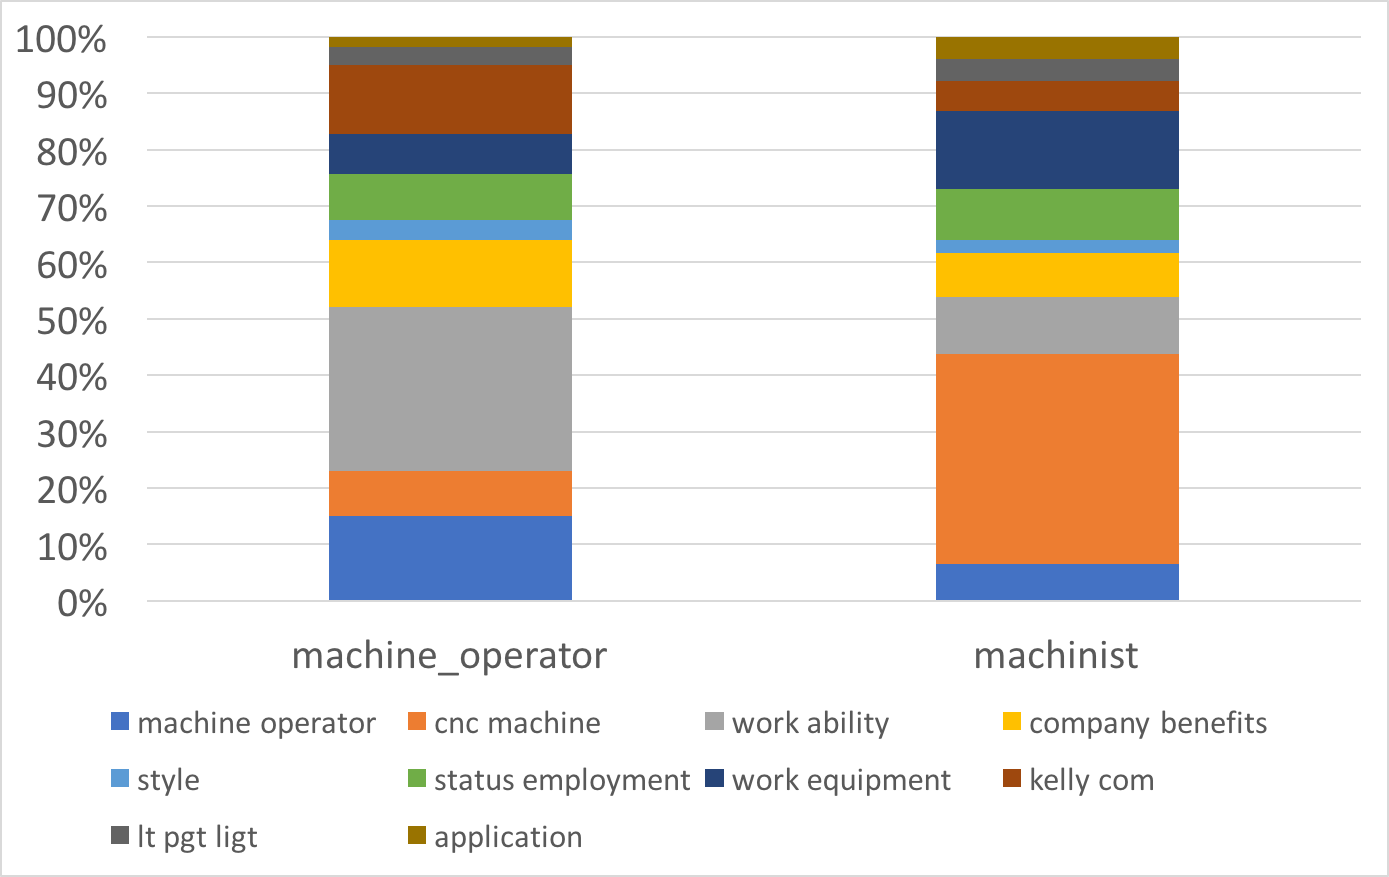 100%
90%
80%
70%
60%
50%
40%
30%
20%
10%
0%
machine_operator machinist
machine operator cnc machine work ability company benefits
style status employment work equipment kelly com
lt pgt ligt application